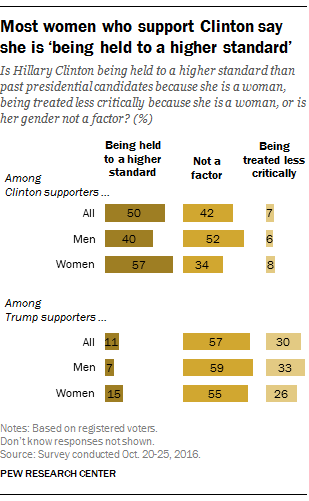 Most women who support Clinton say
she is ‘being held to a higher standard’
Is Hillary Clinton being held to a higher standard than
past presidential candidates because she is a woman,
being treated less critically because she is a woman, or is
her gender not a factor? (%)
Being held
to a higher
standard
Not a
factor
Being
treated less
critically
Among
Clinton supporters ...
All 50 42 7
Men 40 52 6
Women 57 34 8
Among
Trump supporters ...
All 11 57 30
Men 7 59 33
Women 15 55 26
Notes: Based on registered voters.
Don’t know responses not shown.
Source: Survey conducted Oct. 20-25, 2016.
PEW RESEARCH CENTER